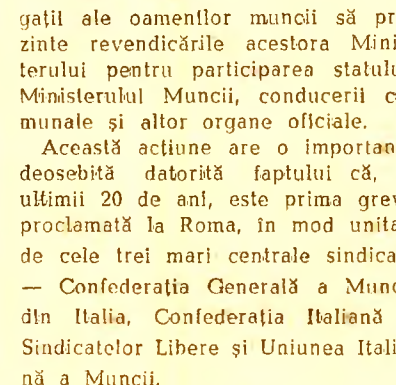 gații ale oamenilor muncii să pr
zinte revendicările acestora Mini
terului pentru participarea statulu
Ministerului Muncii, conducerii c
munale și altor organe oficiale.
Această acțiune are o importan
deosebită datorită faptului că,
ultimii 20 de ani, este prima grev
proclamată la Roma, în mod unita
de cele trei mari centrale sindica
— Confederația Generală a Munc
din Italia, Confederația Italiană
Sindicatelor Libere și Uniunea Itali
nă a Muncii.